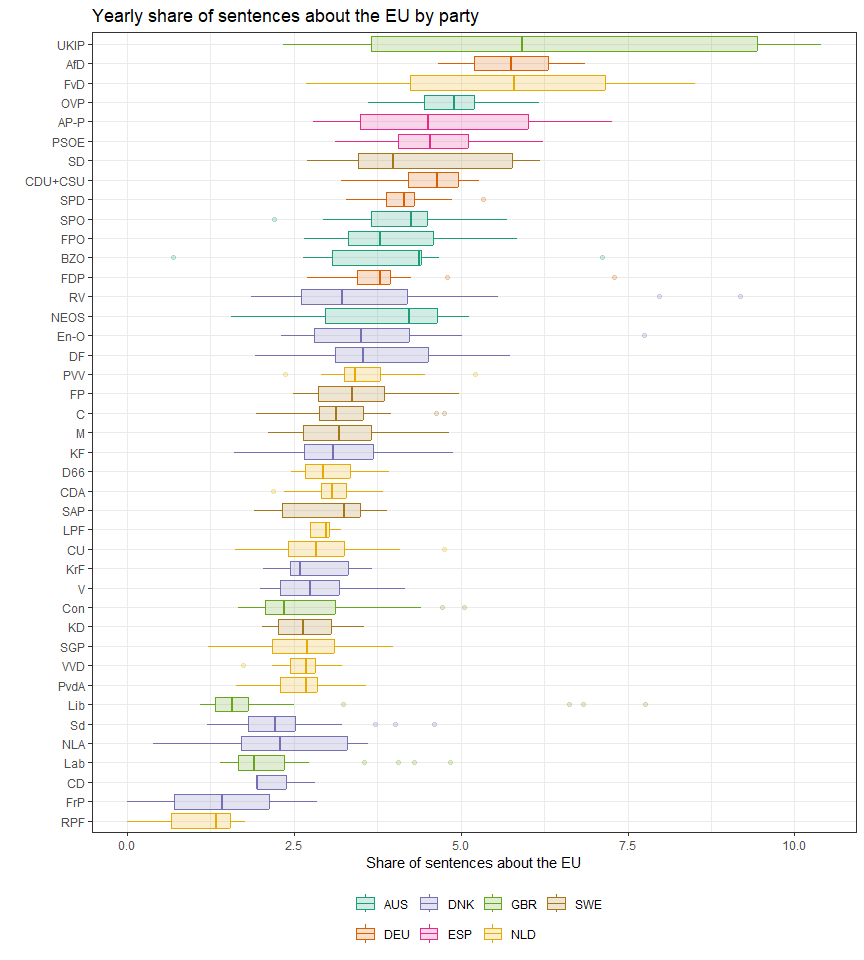 Yearly share of sentences about the EU by party
UKIP
AfD
FvD
OVP
AP-P
PSOE
SD
CDU+CSU
SPD
SPO
FPO
BZO
FDP
RV
NEOS
En-O
DF
PVV
FP
C
M
KF
D66
CDA
SAP
LPF
CU
KrF
V
Con
KD
SGP
VVD
PvdA
Lib
Sd
NLA
Lab
CD
FrP
RPF
0.0 2.5 5.0 7.5 10.0
Share of sentences about the EU
AUS DNK GBR SWE
DEU ESP NLD